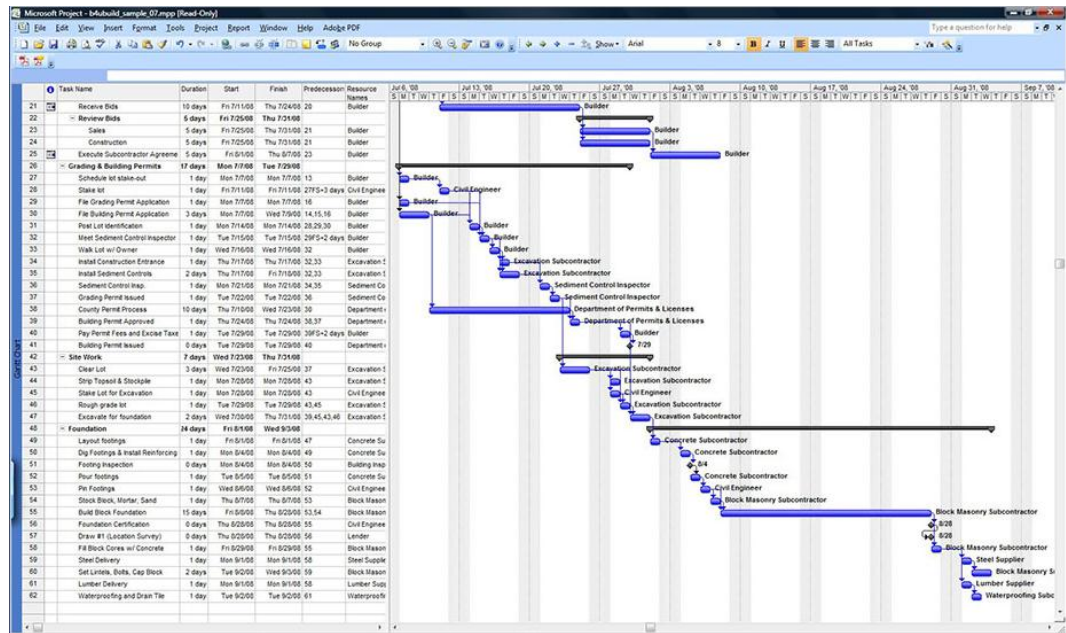 Microsoft Project - b4ubuild_sample_07.mpp [Read-Only]
File Edit View Insert Format Tools Project Report Window Help Adobe PDF Type a question for help
No Group Show Arial 8 B I U All Tasks
Task Name Duration Start Finish Predecessors Resource Names Jul 6, '08 Jul 13, '08 Jul 20, '08 Jul 27, '08 Aug 3, '08 Aug 10, '08 Aug 17, '08 Aug 24, '08 Aug 31, '08 Sep 7, '08
21 Receive Bids 10 days Fri 7/11/08 Thu 7/24/08 20 Builder Builder
22 Review Bids 5 days Fri 7/25/08 Thu 7/31/08
23 Sales 5 days Fri 7/25/08 Thu 7/31/08 21 Builder Builder
24 Construction 5 days Fri 7/25/08 Thu 7/31/08 21 Builder Builder
25 Execute Subcontractor Agreeme 5 days Fri 8/1/08 Thu 8/7/08 23 Builder Builder
26 Grading & Building Permits 17 days Mon 7/7/08 Tue 7/29/08
27 Schedule lot stake-out 1 day Mon 7/7/08 Mon 7/7/08 13 Builder Builder
28 Stake lot 1 day Fri 7/11/08 Fri 7/11/08 27FS+3 days Civil Enginee Civil Engineer
29 File Grading Permit Application 1 day Mon 7/7/08 Mon 7/7/08 16 Builder Builder
30 File Building Permit Application 3 days Mon 7/7/08 Wed 7/9/08 14,15,16 Builder Builder
31 Post Lot Identification 1 day Mon 7/14/08 Mon 7/14/08 28,29,30 Builder Builder
32 Meet Sediment Control Inspector 1 day Tue 7/15/08 Tue 7/15/08 29FS+2 days Builder Builder
33 Walk Lot w/ Owner 1 day Wed 7/16/08 Wed 7/16/08 32 Builder Builder
34 Install Construction Entrance 1 day Thu 7/17/08 Thu 7/17/08 32,33 Excavation S Excavation Subcontractor
35 Install Sediment Controls 2 days Thu 7/17/08 Fri 7/18/08 32,33 Excavation S Excavation Subcontractor
36 Sediment Control Insp. 1 day Mon 7/21/08 Mon 7/21/08 34,35 Sediment Co Sediment Control Inspector
37 Grading Permit Issued 1 day Tue 7/22/08 Tue 7/22/08 36 Sediment Co Sediment Control Inspector
38 County Permit Process 10 days Thu 7/10/08 Wed 7/23/08 30 Department Department of Permits & Licenses
39 Building Permit Approved 1 day Thu 7/24/08 Thu 7/24/08 38,37 Department Department of Permits & Licenses
40 Pay Permit Fees and Excise Taxe 1 day Tue 7/29/08 Tue 7/29/08 39FS+2 days Builder Builder
41 Building Permit Issued 0 days Tue 7/29/08 Tue 7/29/08 40 Department 7/29
42 Site Work 7 days Wed 7/23/08 Thu 7/31/08
43 Clear Lot 3 days Wed 7/23/08 Fri 7/25/08 37 Excavation S Excavation Subcontractor
44 Strip Topsoil & Stockpile 1 day Mon 7/28/08 Mon 7/28/08 43 Excavation S Excavation Subcontractor
45 Stake Lot for Excavation 1 day Mon 7/28/08 Mon 7/28/08 43 Civil Enginee Civil Engineer
46 Rough grade lot 1 day Tue 7/29/08 Tue 7/29/08 43,45 Excavation S Excavation Subcontractor
47 Excavate for foundation 2 days Wed 7/30/08 Thu 7/31/08 39,45,43,46 Excavation S Excavation Subcontractor
48 Foundation 24 days Fri 8/1/08 Wed 9/3/08
49 Layout footings 1 day Fri 8/1/08 Fri 8/1/08 47 Concrete Su Concrete Subcontractor
50 Dig Footings & Install Reinforcing 1 day Mon 8/4/08 Mon 8/4/08 49 Concrete Su Concrete Subcontractor
51 Footing Inspection 0 days Mon 8/4/08 Mon 8/4/08 50 Building Insp 8/4
52 Pour footings 1 day Tue 8/5/08 Tue 8/5/08 51 Concrete Su Concrete Subcontractor
53 Pin Footings 1 day Wed 8/6/08 Wed 8/6/08 52 Civil Enginee Civil Engineer
54 Stock Block, Mortar, Sand 1 day Thu 8/7/08 Thu 8/7/08 53 Block Mason Block Masonry Subcontractor
55 Build Block Foundation 15 days Fri 8/8/08 Thu 8/28/08 53,54 Block Mason Block Masonry Subcontractor
56 Foundation Certification 0 days Thu 8/28/08 Thu 8/28/08 55 Civil Enginee 8/28
57 Draw #1 (Location Survey) 0 days Thu 8/28/08 Thu 8/28/08 56 Lender 8/28
58 Fill Block Cores w/ Concrete 1 day Fri 8/29/08 Fri 8/29/08 55 Block Mason Block Masonry Subcontractor
59 Steel Delivery 1 day Mon 9/1/08 Mon 9/1/08 58 Steel Supplie Steel Supplier
60 Set Lintels, Bolts, Cap Block 2 days Tue 9/2/08 Wed 9/3/08 59 Block Mason Block Masonry S
61 Lumber Delivery 1 day Mon 9/1/08 Mon 9/1/08 58 Lumber Supp Lumber Supplier
62 Waterproofing and Drain Tile 1 day Tue 9/2/08 Tue 9/2/08 61 Waterproofi Waterproofing Subc
Gantt Chart